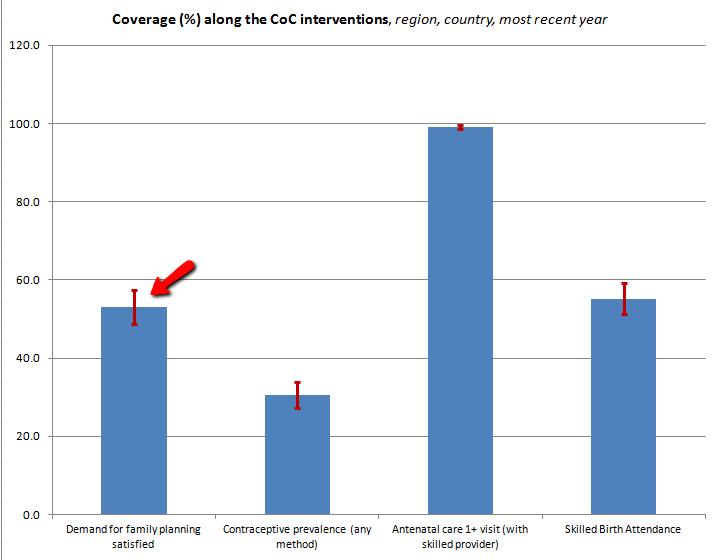 Coverage (%) along the CoC interventions, region, country, most recent year
120.0
100.0
80.0
60.0
40.0
20.0
0.0
Demand for family planning
satisfied
Contraceptive prevalence (any
method)
Antenatal care 1+ visit (with
skilled provider)
Skilled Birth Attendance